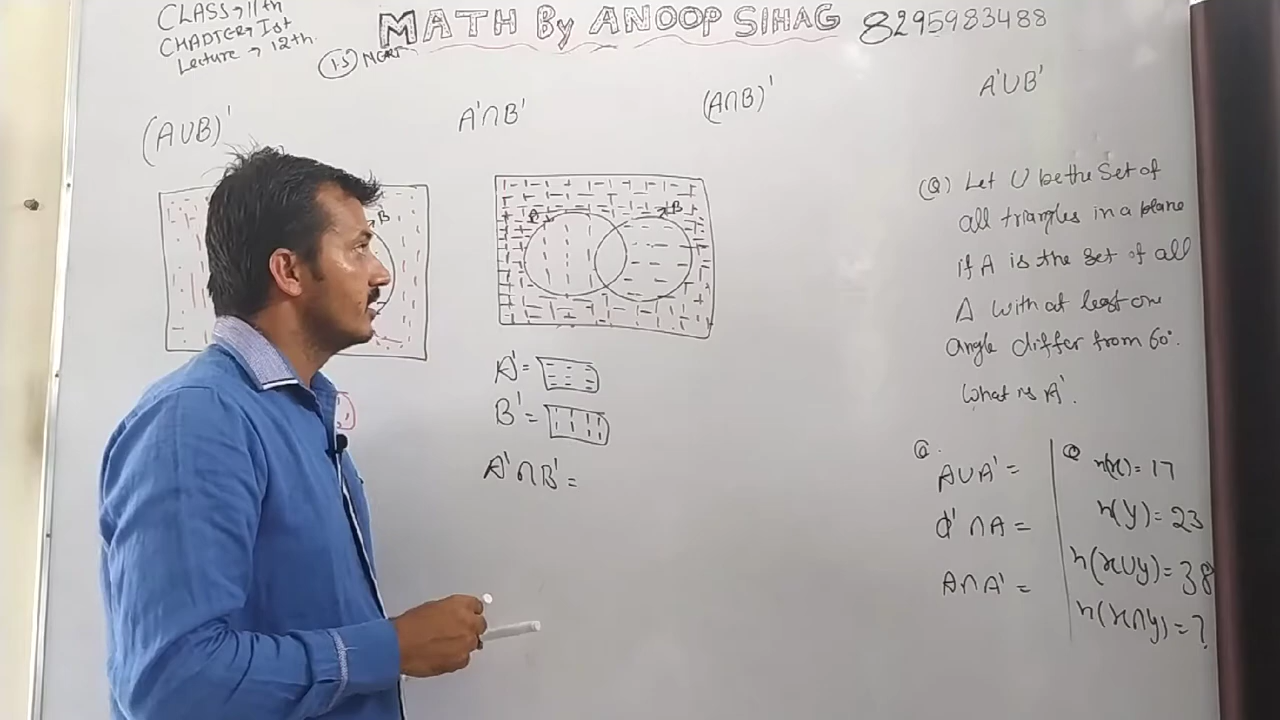 CLASS→11th
CHAPTER→Ist
Lecture→12th.
MATH By ANOOP SIHAG 8295983488
1.5 NCERT
(A∪B)'
A'∩B'
(A∩B)'
A'∪B'
B
B
A'=
B'=
A'∩B'=
(Q) Let U be the Set of
all triangles in a plane
if A is the set of all
Δ with at least one
angle differ from 60°.
What is A'.
Q.
A∪A'=
ϕ'∩A=
A∩A'=
Q n(x)=17
n(y)=23
n(x∪y)=38
n(x∩y)=?